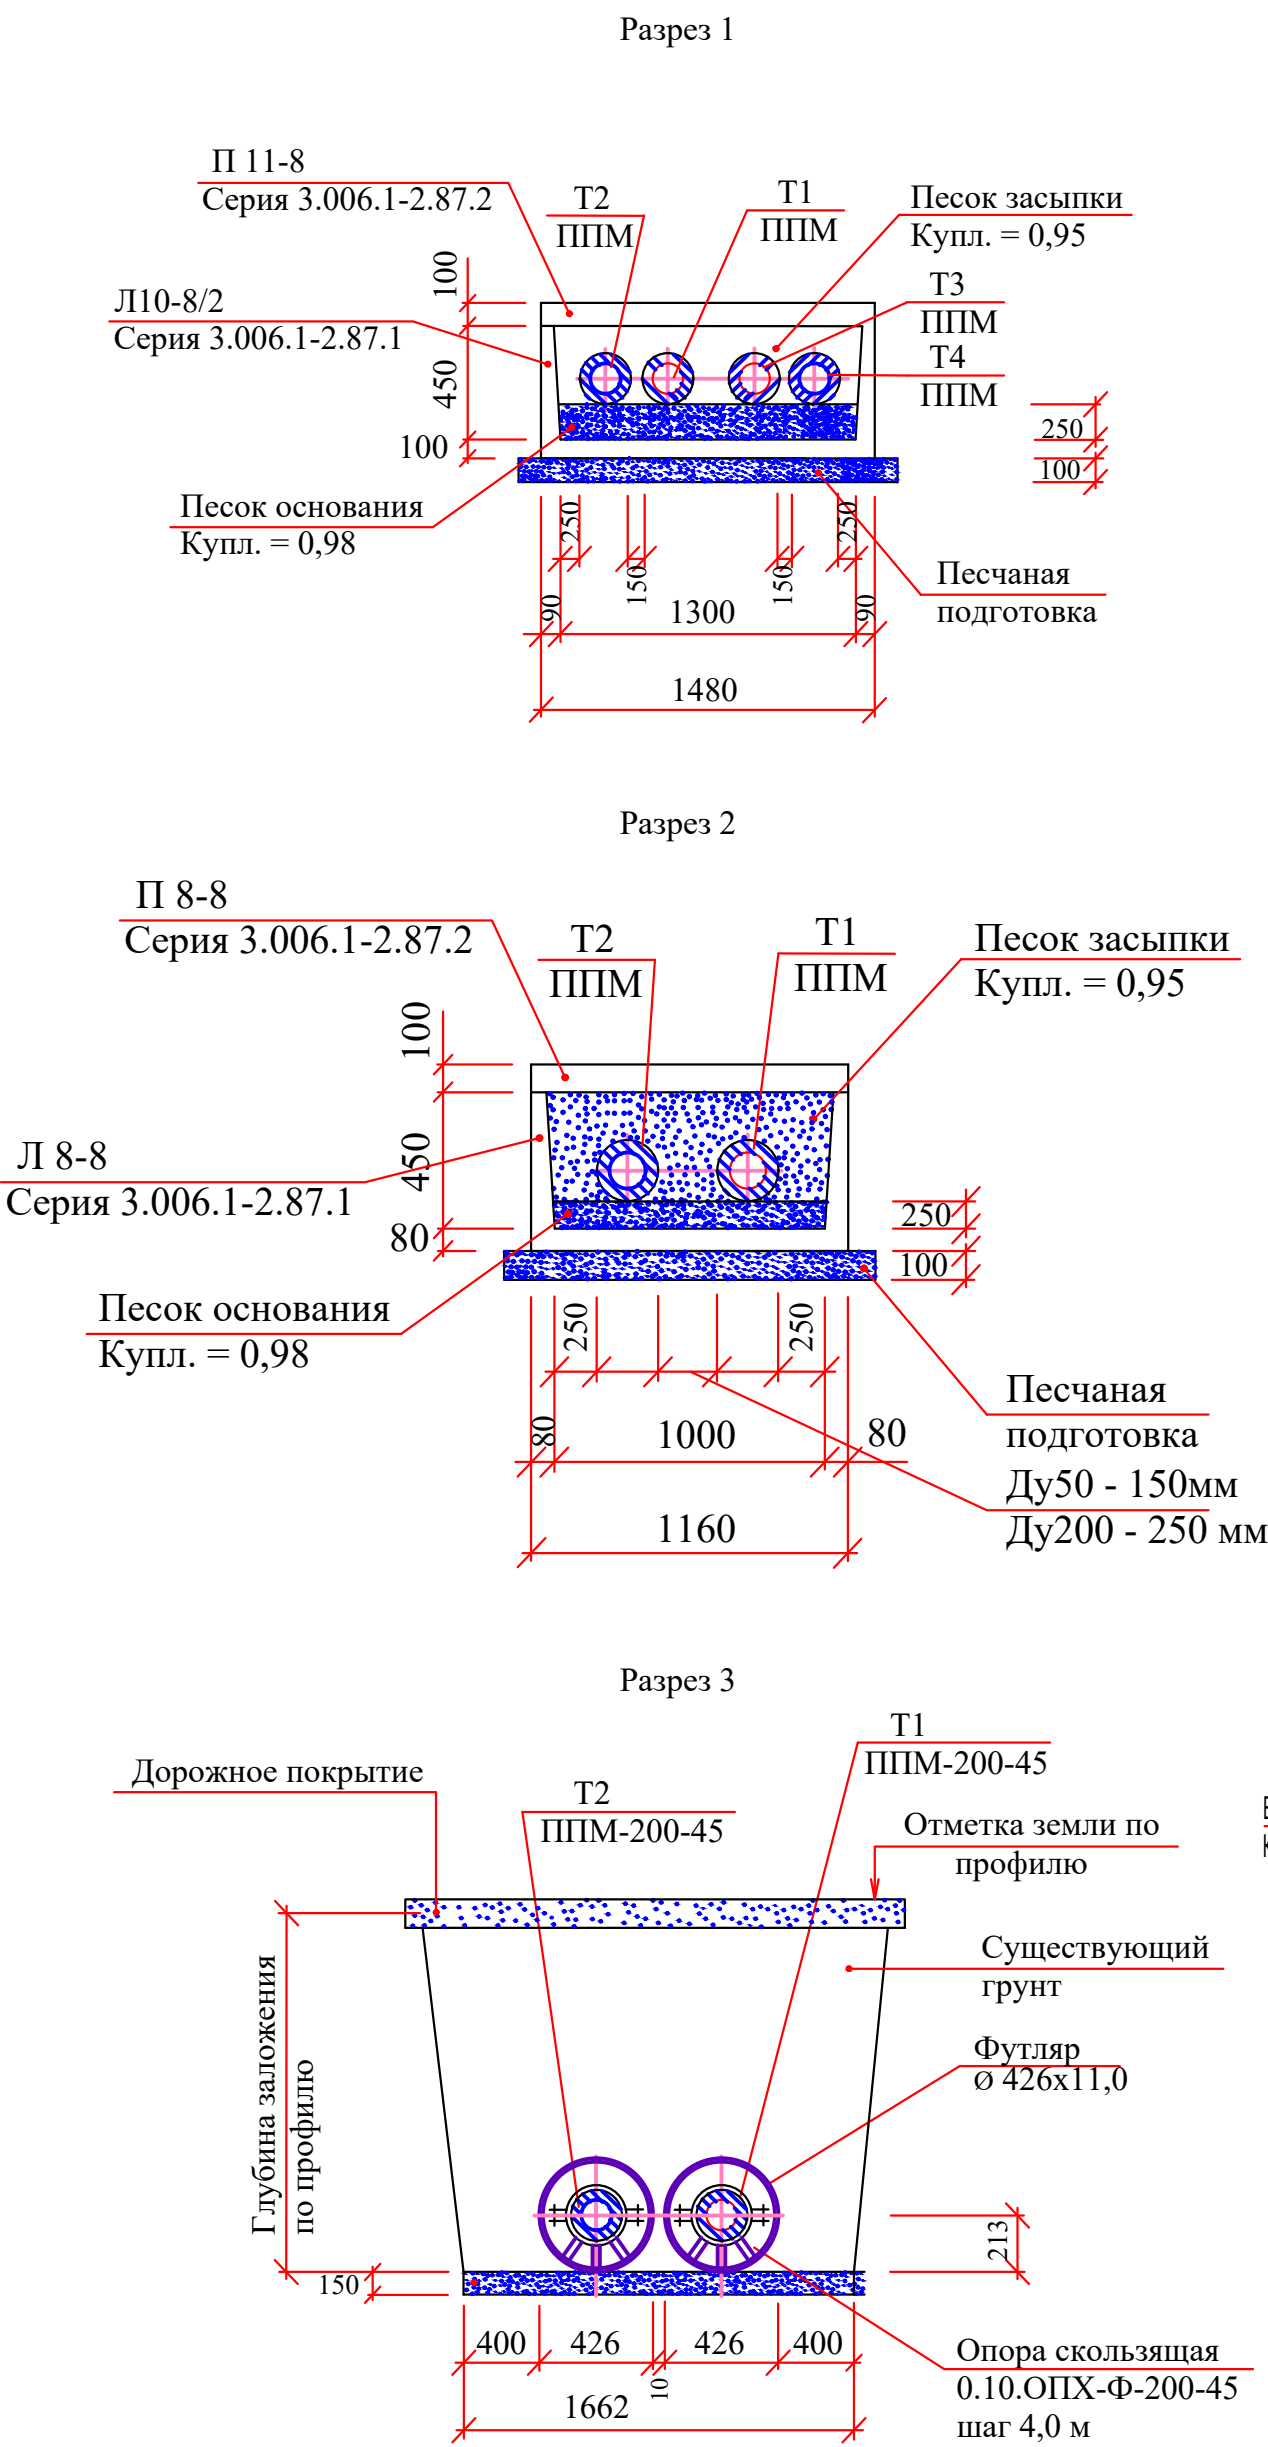 Разрез 1
П 11-8
Серия 3.006.1-2.87.2
Т2
ППМ
Т1
ППМ
Песок засыпки
Купл. = 0,95
Л10-8/2
Серия 3.006.1-2.87.1
Т3
ППМ
Т4
ППМ
100
450
100
250
100
Песок основания
Купл. = 0,98
250
150
150
250
Песчаная
подготовка
90
1300
90
1480
Разрез 2
П 8-8
Серия 3.006.1-2.87.2
Т2
ППМ
Т1
ППМ
Песок засыпки
Купл. = 0,95
100
450
80
Л 8-8
Серия 3.006.1-2.87.1
250
100
Песок основания
Купл. = 0,98
250
250
Песчаная
подготовка
80
1000
80
Ду50 - 150мм
Ду200 - 250 мм
1160
Разрез 3
Т1
ППМ-200-45
Дорожное покрытие
Т2
ППМ-200-45
Отметка земли по
профилю
Существующий
грунт
Глубина заложения
по профилю
Футляр
Ø 426х11,0
213
150
400
426
10
426
400
1662
Опора скользящая
0.10.ОПХ-Ф-200-45
шаг 4,0 м